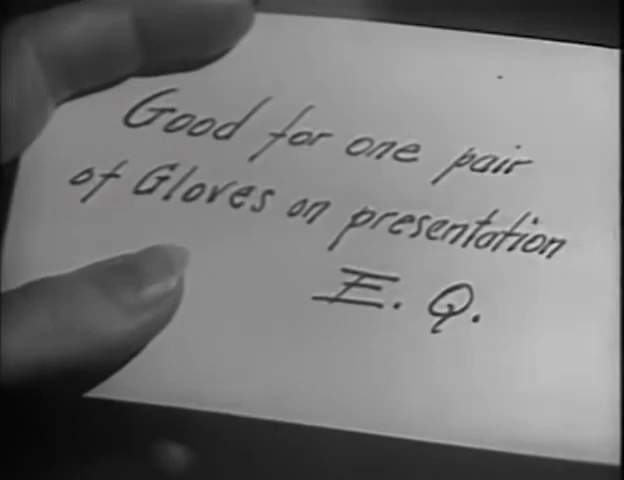 Good for one pair
of Gloves on presentation
E. Q.